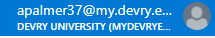 apalmer37@my.devry.e...
DEVRY UNIVERSITY (MYDEVRYE...